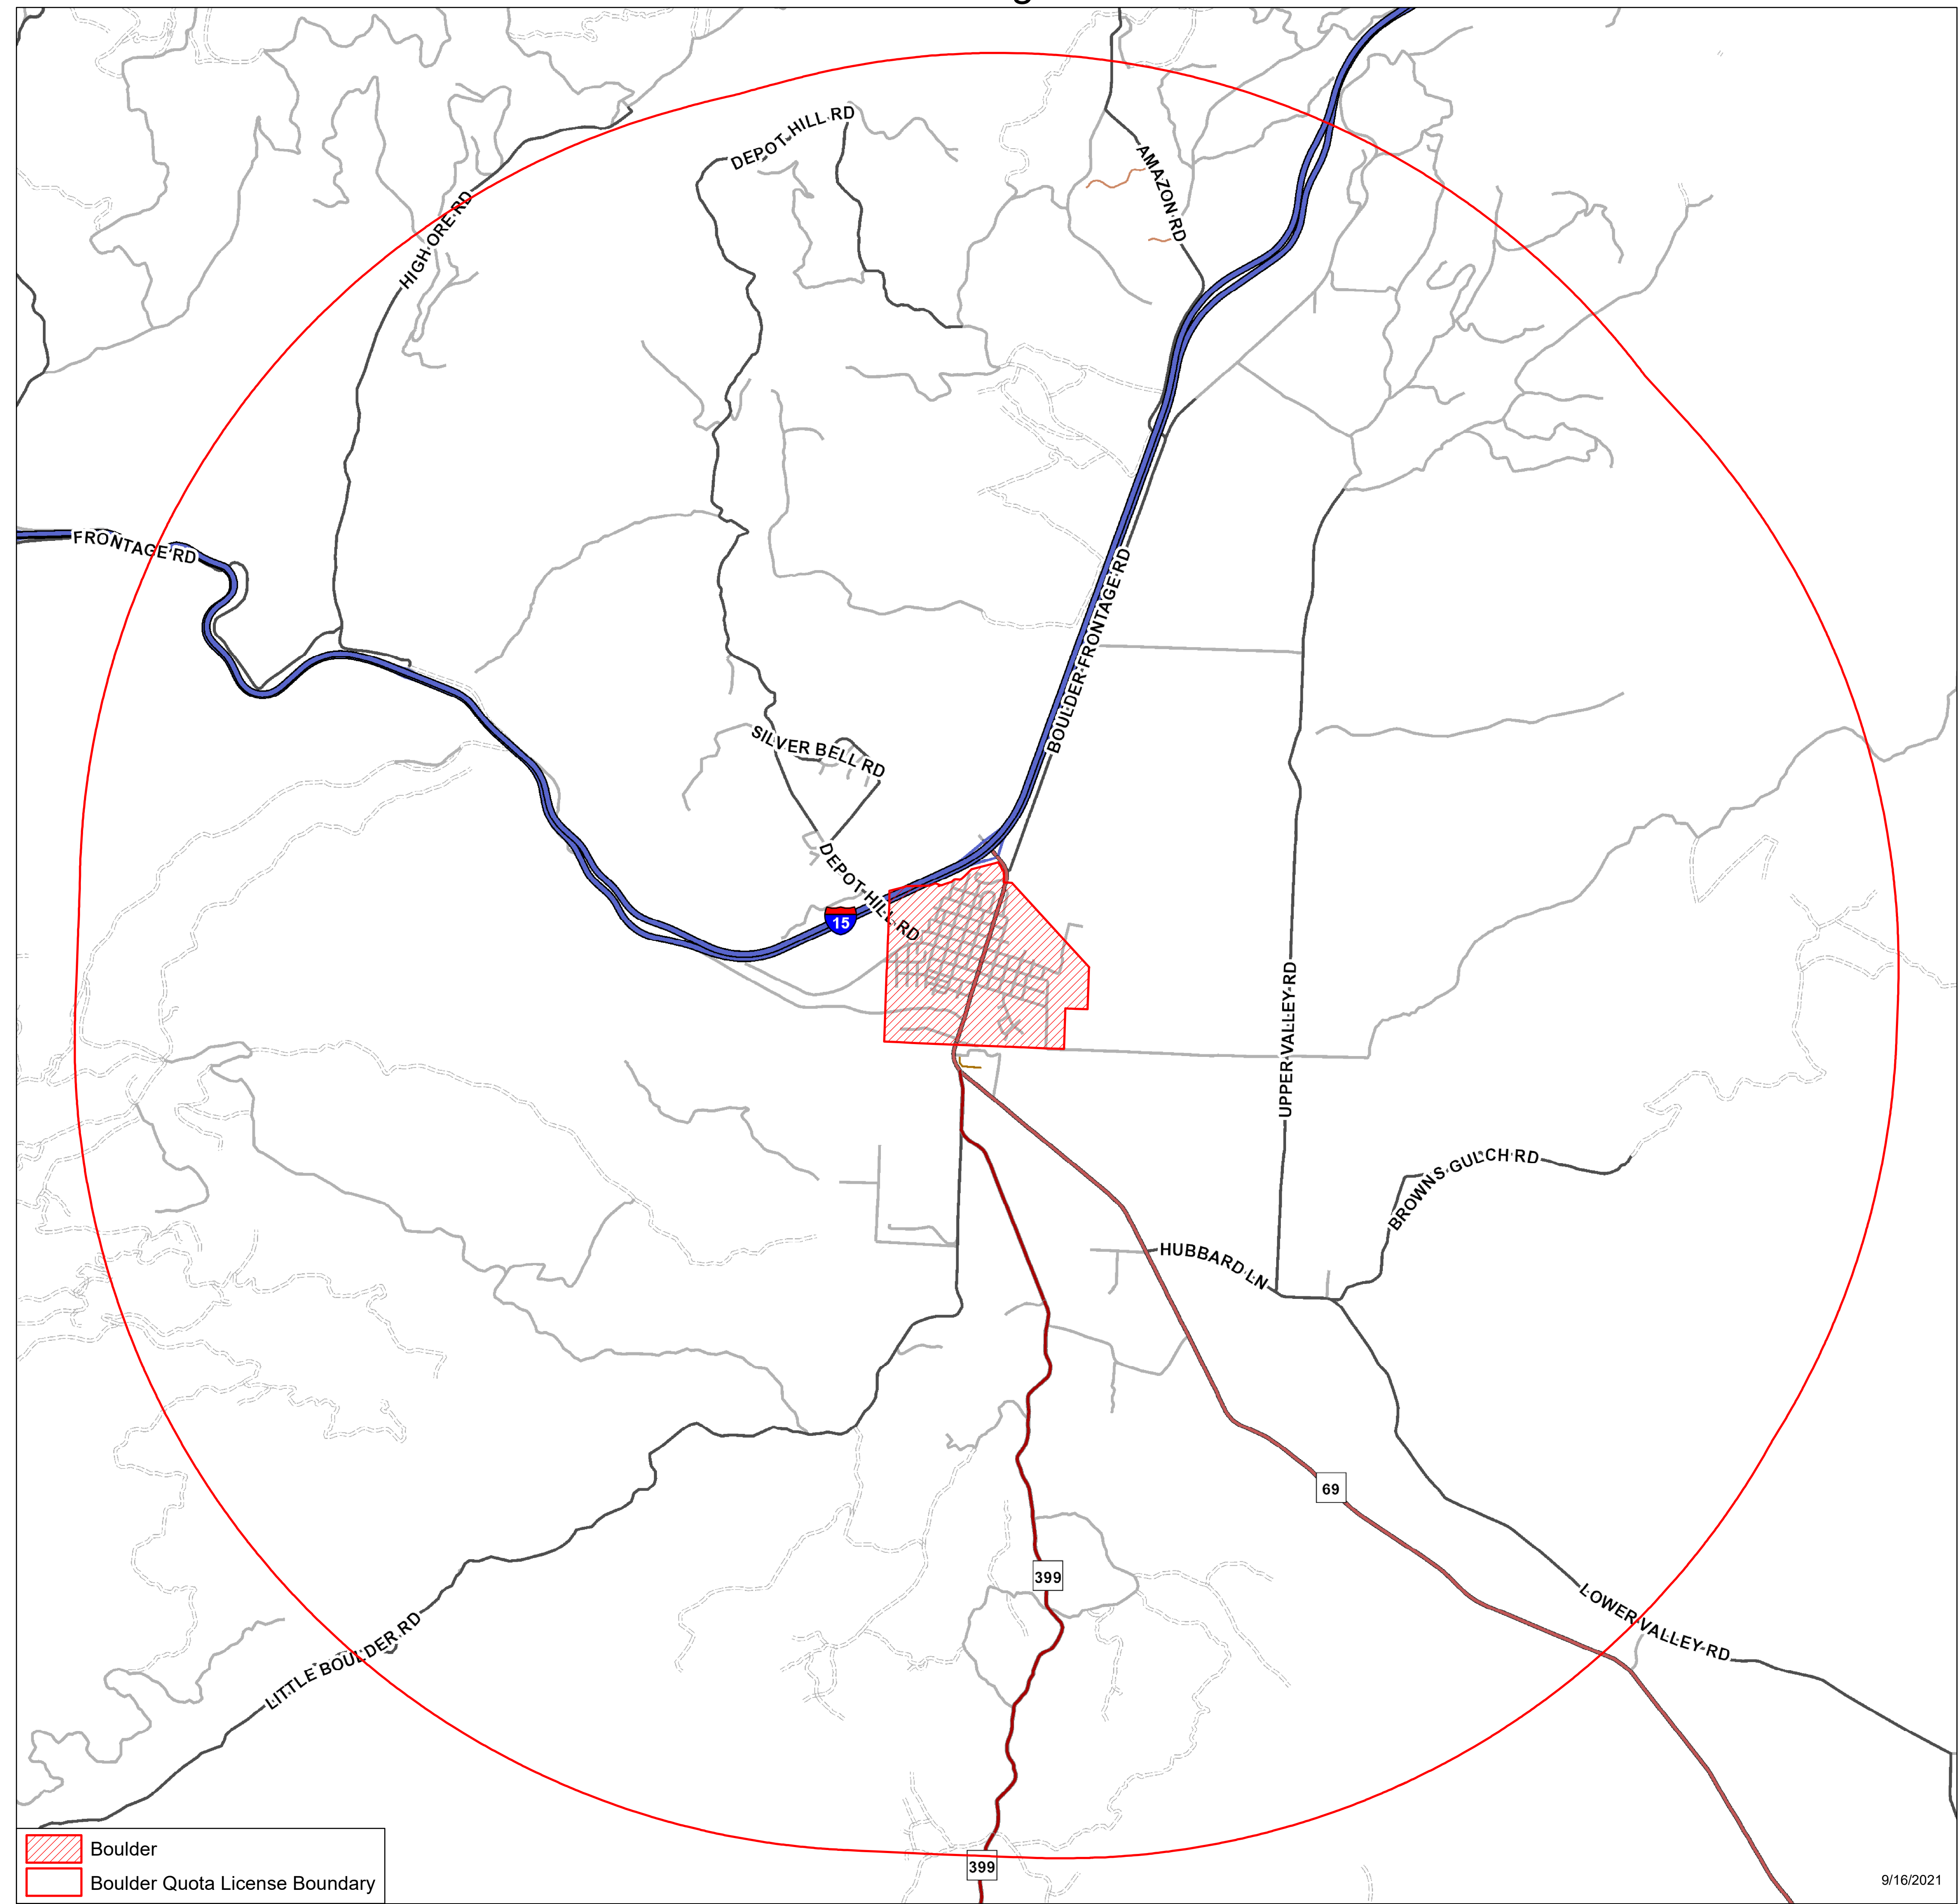 DEPOT HILL RD
AMAZON RD
HIGH ORE RD
FRONTAGE RD
BOULDER FRONTAGE RD
SILVER BELL RD
DEPOT HILL RD
15
UPPER VALLEY RD
BROWNS GULCH RD
HUBBARD LN
69
399
LOWER VALLEY RD
LITTLE BOULDER RD
399
Boulder
Boulder Quota License Boundary
9/16/2021